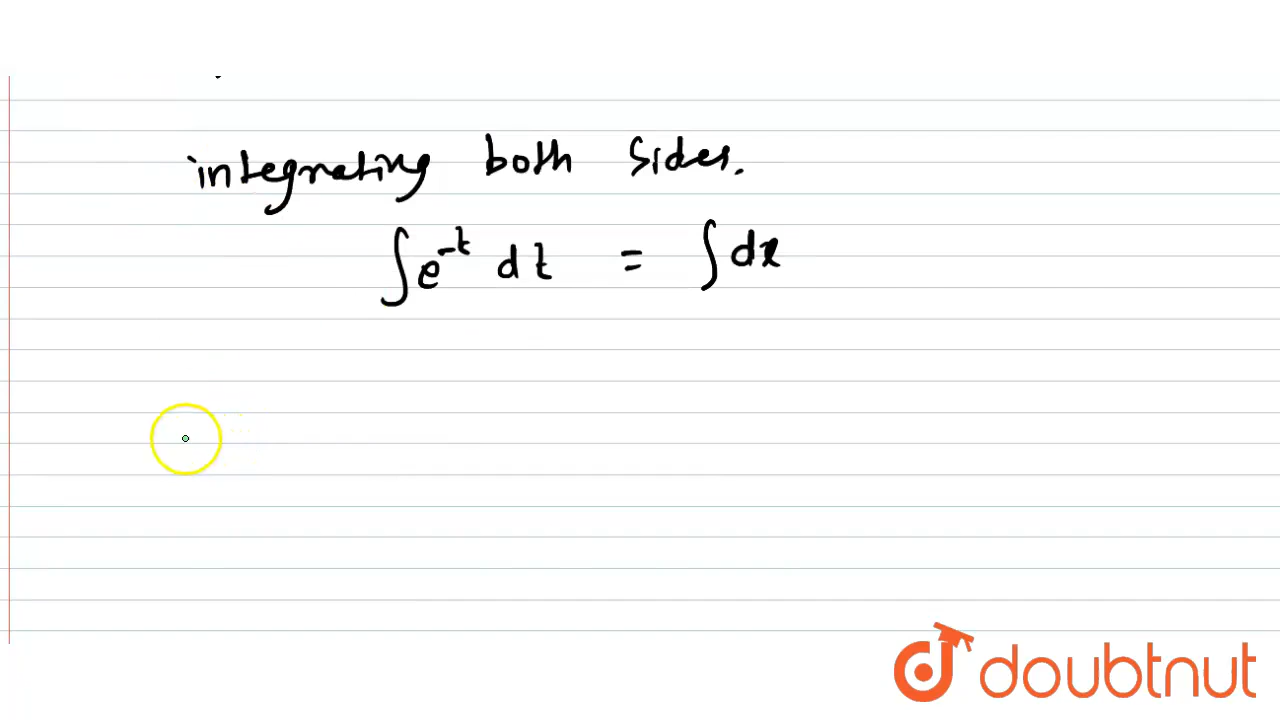 integrating both sides.
∫e^{-t} dt = ∫dx
doubtnut